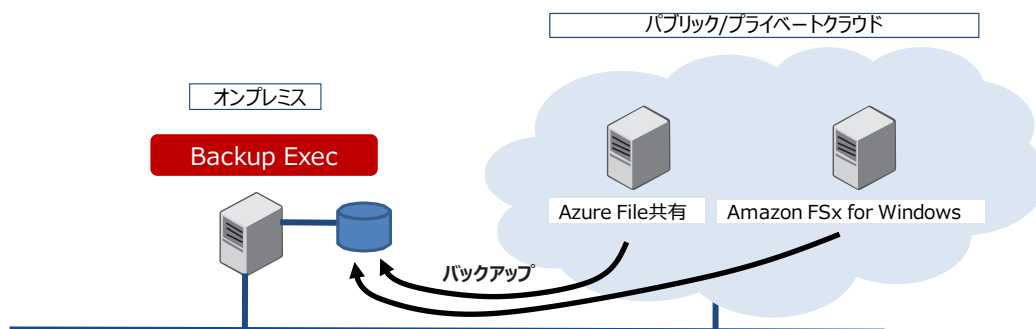 パブリック/プライベートクラウド
オンプレミス
Backup Exec
Azure File共有
Amazon FSx for Windows
バックアップ